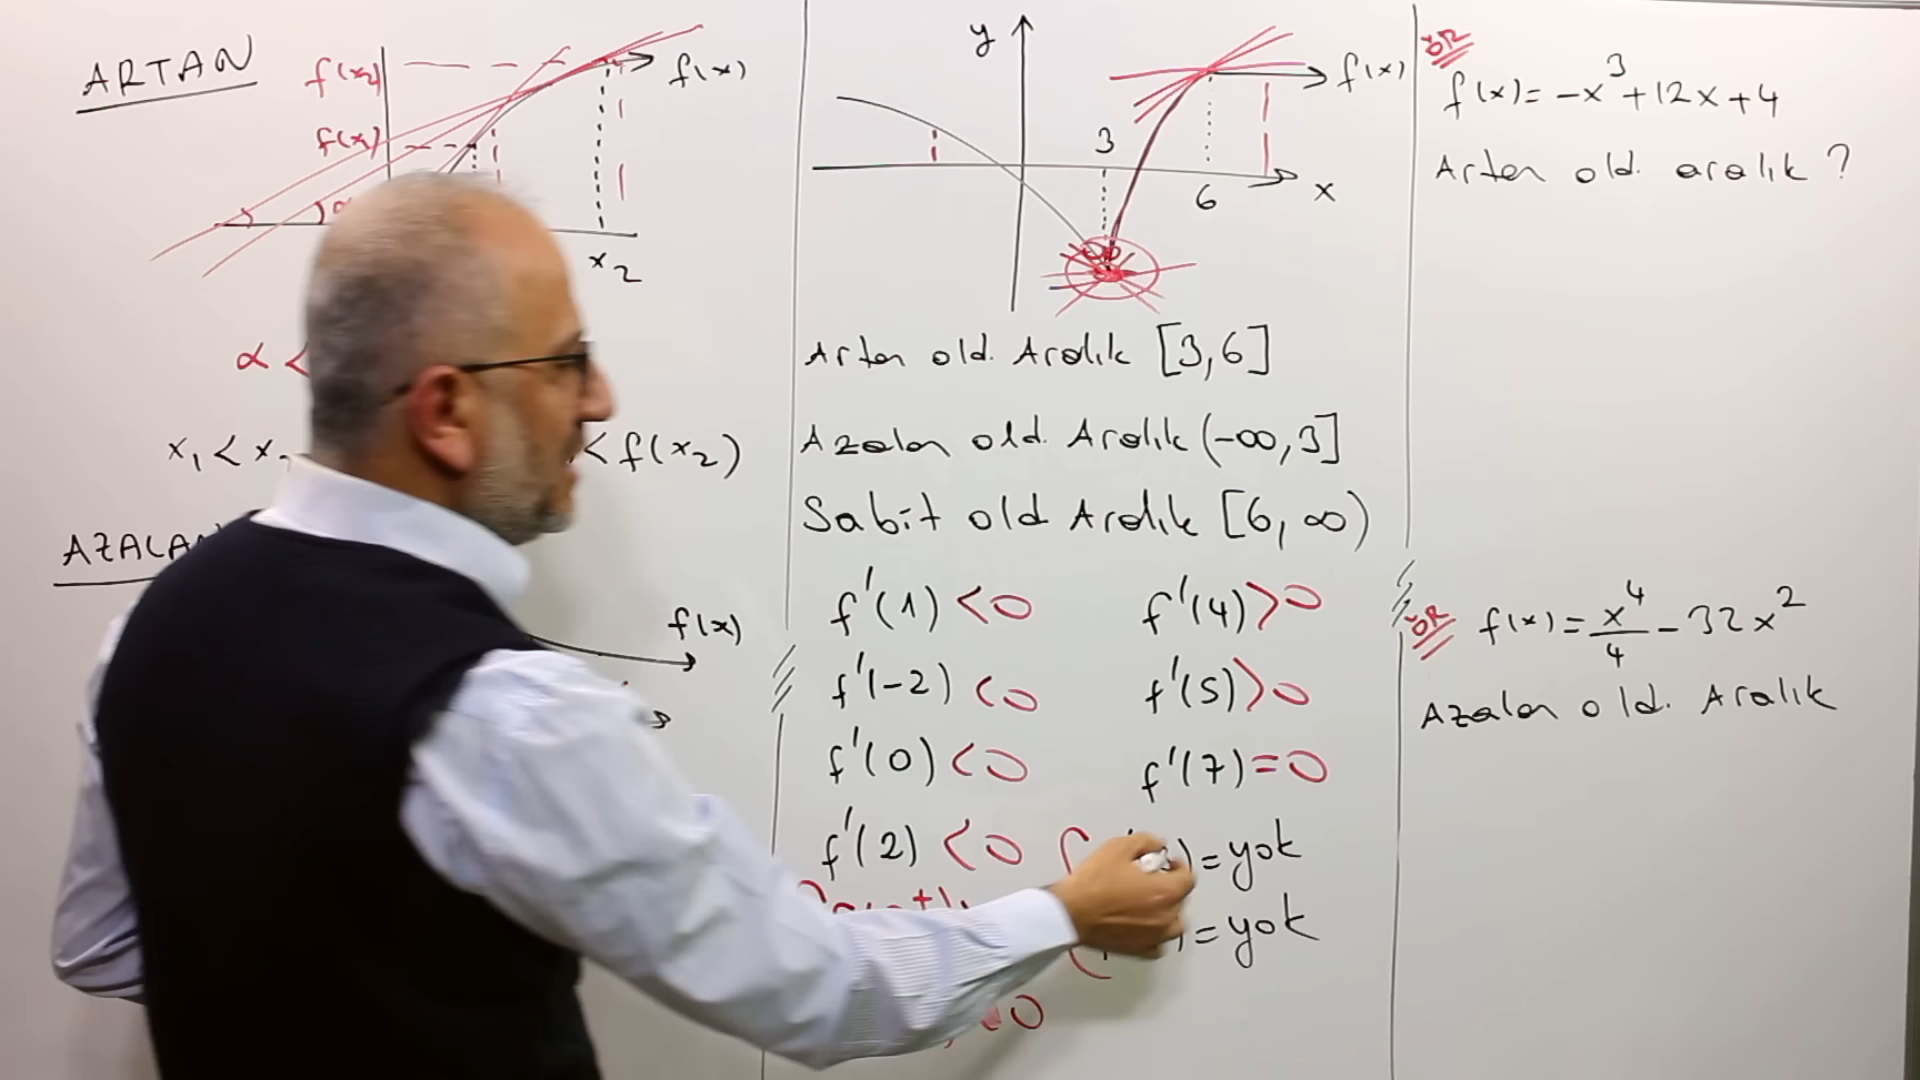 ARTAN
f(x₂)
f(x)
f(x₁)
x₂
α <
x₁ < x₂
< f(x₂)
f(x)
y
f(x)
3
6
x
Artan old. Aralık [3,6]
Azalan old. Aralık (-∞,3]
Sabit old Aralık [6,∞)
f'(1) <0
f'(4)>0
f'(-2) <0
f'(5)>0
f'(0) <0
f'(7)=0
f'(2) <0
=yok
=yok
ÖR
f(x)= -x³+12x+4
Artan old. aralık ?
ÖR
f(x)= x⁴/4 - 32x²
Azalan old. Aralık